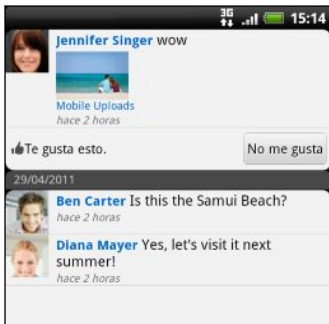 3G 15:14
Jennifer Singer wow
Mobile Uploads
hace 2 horas
Te gusta esto.
No me gusta
29/04/2011
Ben Carter Is this the Samui Beach?
hace 2 horas
Diana Mayer Yes, let's visit it next
summer!
hace 2 horas